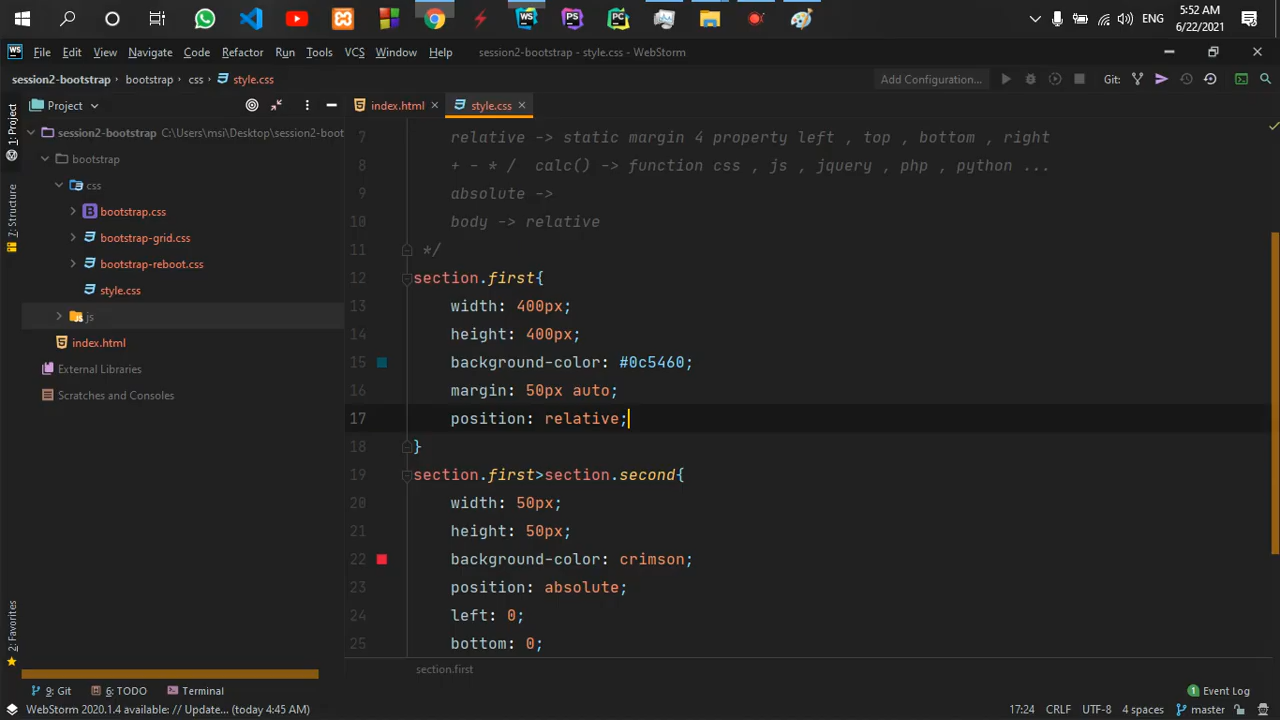 ENG
5:52 AM
6/22/2021
File Edit View Navigate Code Refactor Run Tools VCS Window Help session2-bootstrap - style.css - WebStorm
session2-bootstrap bootstrap css style.css Add Configuration... Git:
Project index.html style.css
session2-bootstrap C:\Users\msi\Desktop\session2-boot
bootstrap
css
bootstrap.css
bootstrap-grid.css
bootstrap-reboot.css
style.css
js
index.html
External Libraries
Scratches and Consoles
1: Project
7: Structure
2: Favorites
7 relative -> static margin 4 property left , top , bottom , right
8 + - * / calc() -> function css , js , jquery , php , python ...
9 absolute ->
10 body -> relative
11 */
12 section.first{
13 width: 400px;
14 height: 400px;
15 background-color: #0c5460;
16 margin: 50px auto;
17 position: relative;
18 }
19 section.first>section.second{
20 width: 50px;
21 height: 50px;
22 background-color: crimson;
23 position: absolute;
24 left: 0;
25 bottom: 0;
section.first
9: Git 6: TODO Terminal 1 Event Log
WebStorm 2020.1.4 available: // Update... (today 4:45 AM) 17:24 CRLF UTF-8 4 spaces master